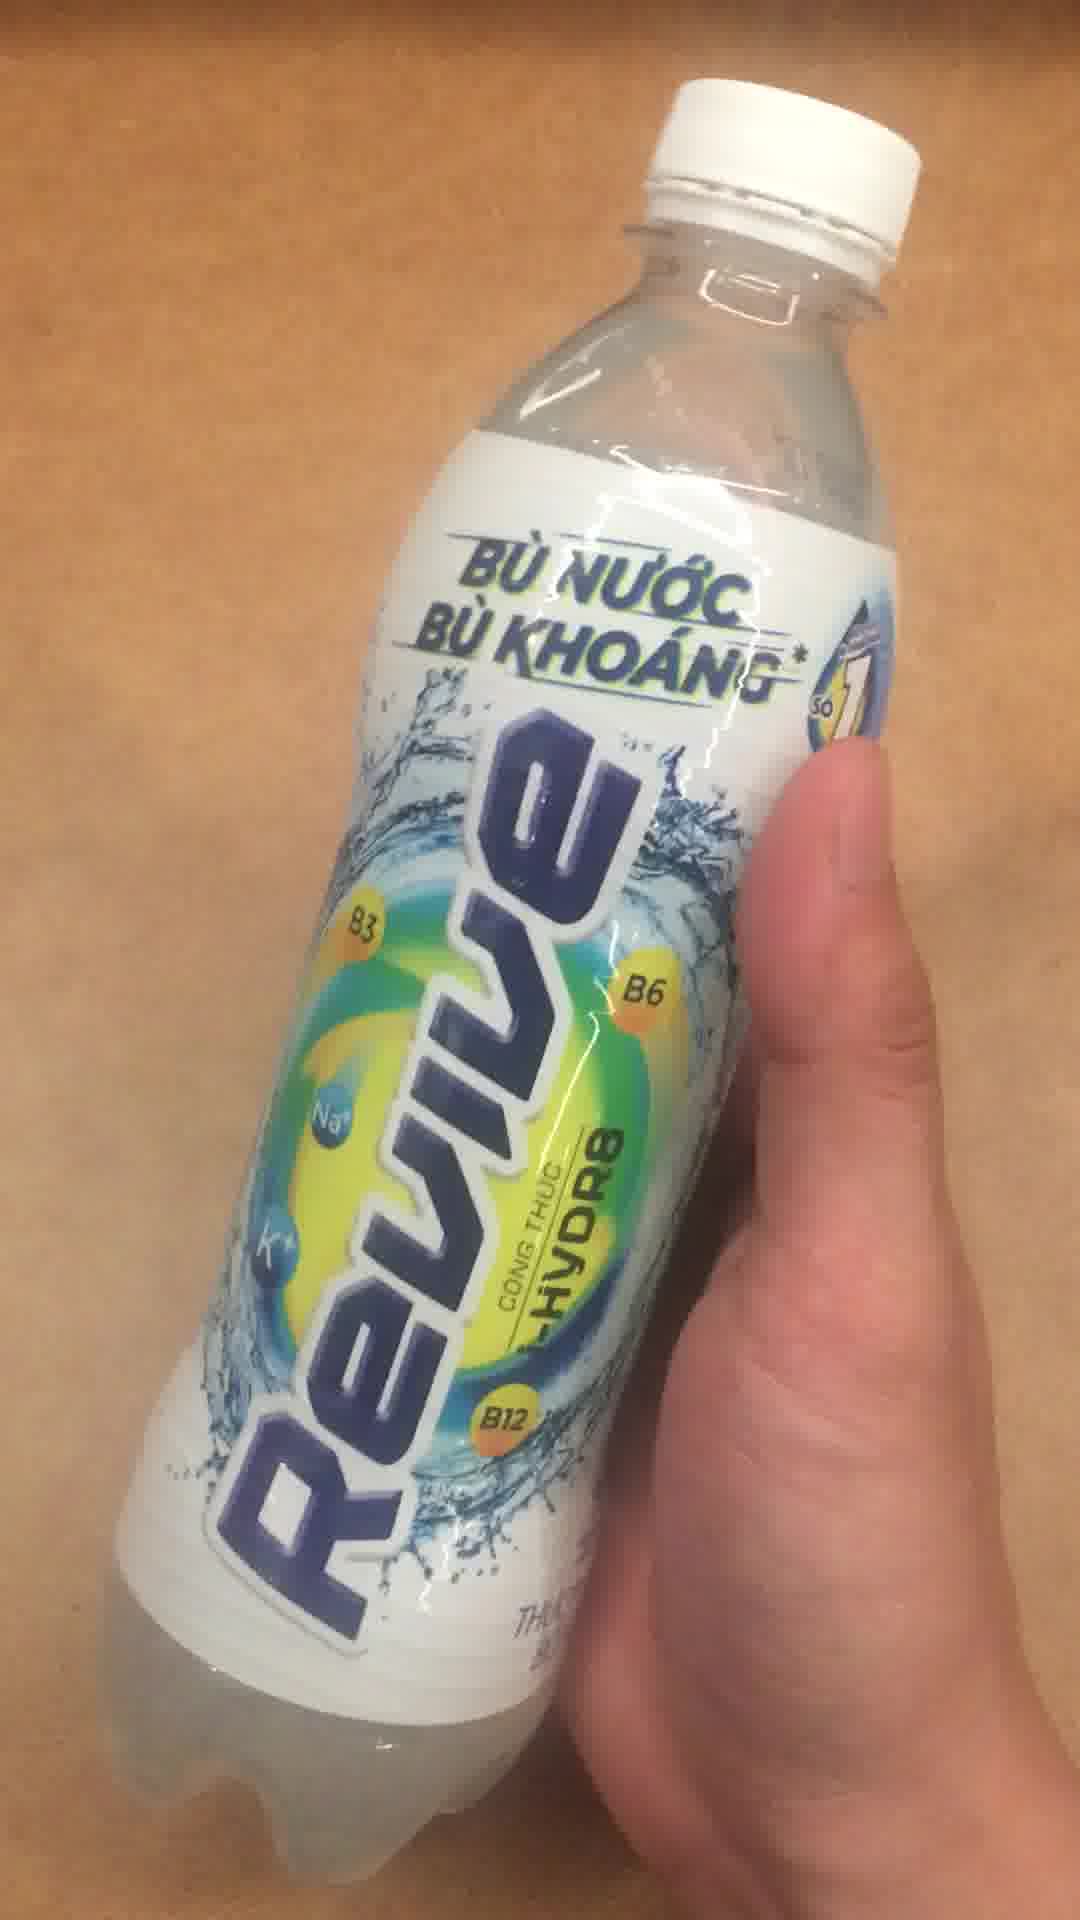 BÙ NƯỚC
BÙ KHOÁNG*
SỐ 1
Revive
B3
B6
Na+
K+
CÔNG THỨC
I-HYDR8
B12